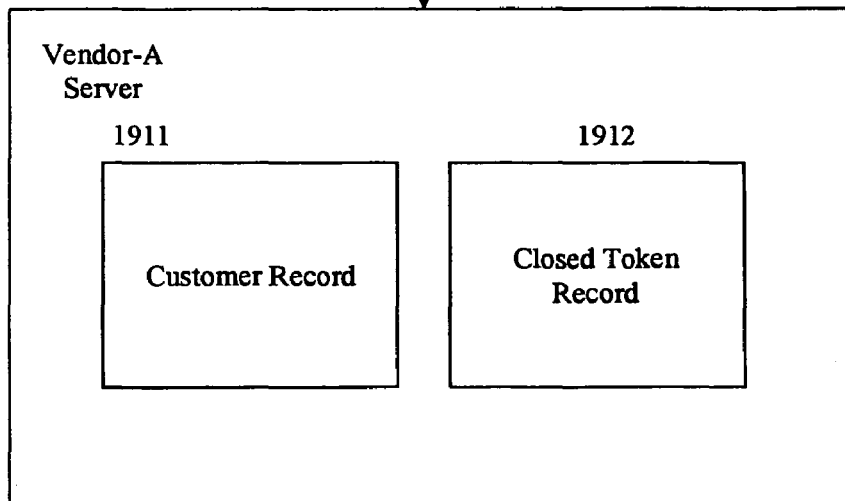 Vendor-A
Server
1911
1912
Customer Record
Closed Token
Record